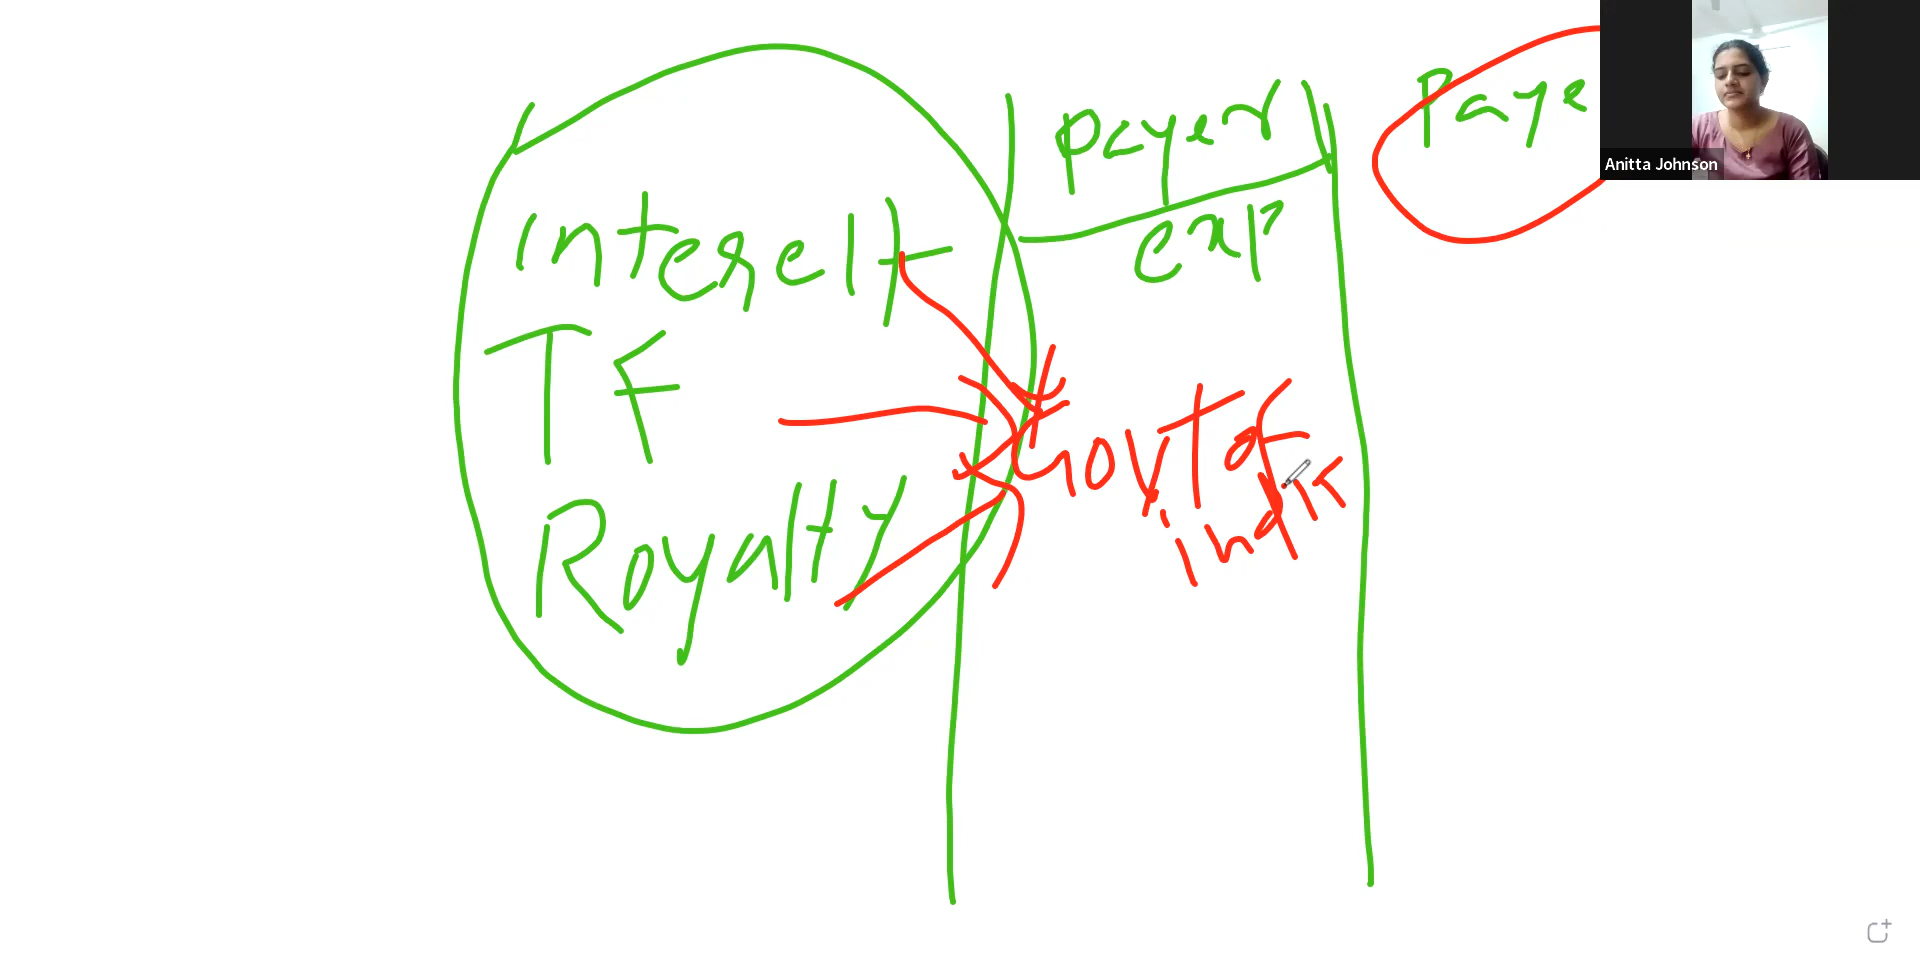 Payer
Paye
Exp
Interest
TF
Royalty
Govt of
India
Anitta Johnson